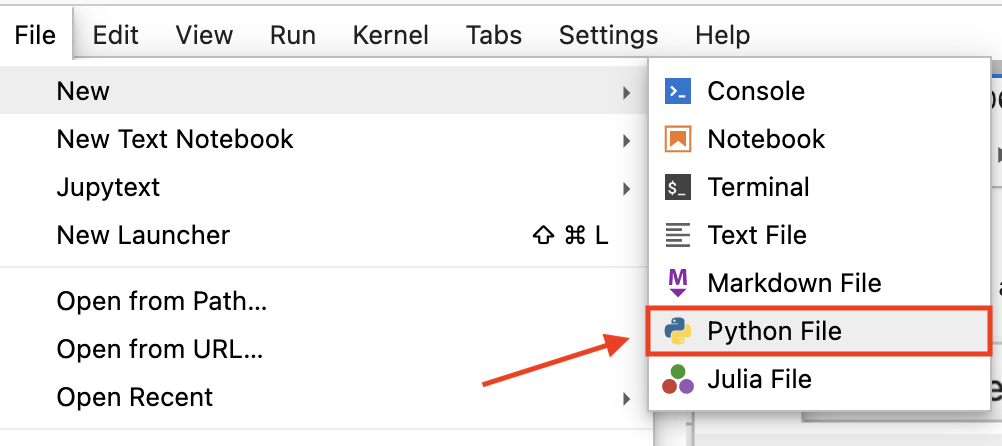 File Edit View Run Kernel Tabs Settings Help
New
New Text Notebook
Jupytext
New Launcher ⇧ ⌘ L
Open from Path...
Open from URL...
Open Recent
Console
Notebook
$_ Terminal
Text File
M Markdown File
Python File
Julia File